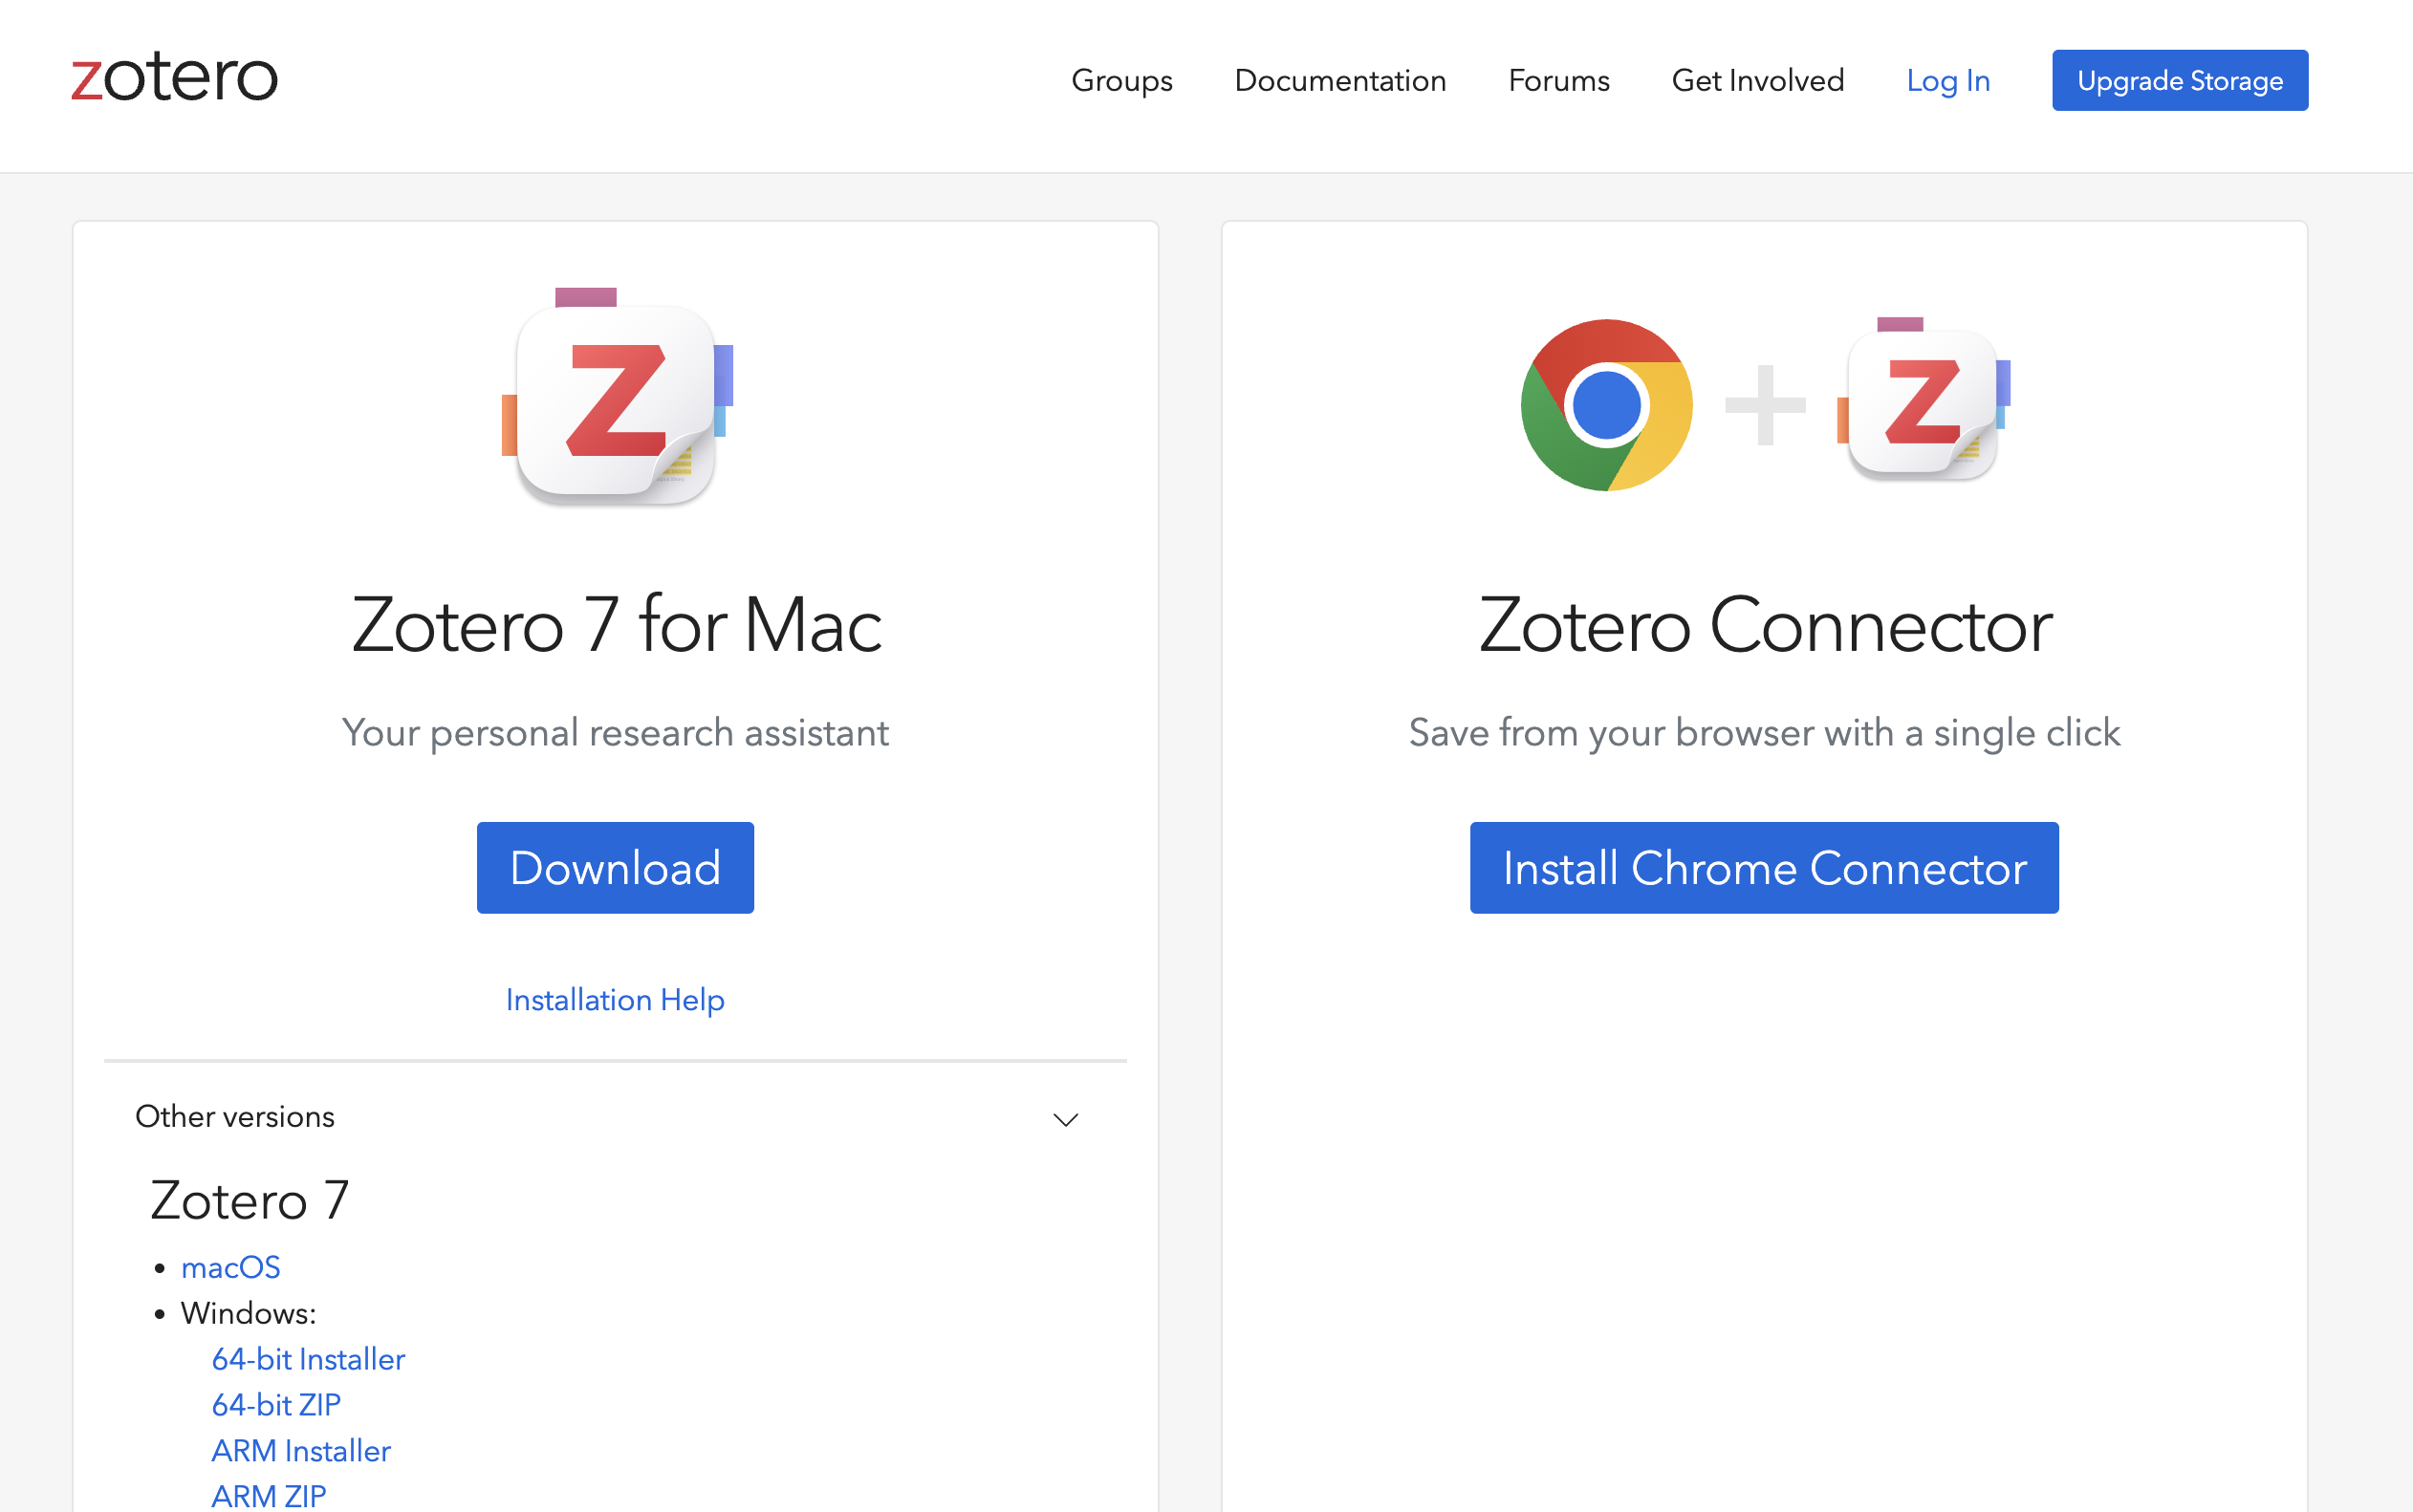 zotero
Groups
Documentation
Forums
Get Involved
Log In
Upgrade Storage
Zotero 7 for Mac
Your personal research assistant
Download
Installation Help
Other versions
Zotero 7
macOS
Windows:
64-bit Installer
64-bit ZIP
ARM Installer
ARM ZIP
Zotero Connector
Save from your browser with a single click
Install Chrome Connector